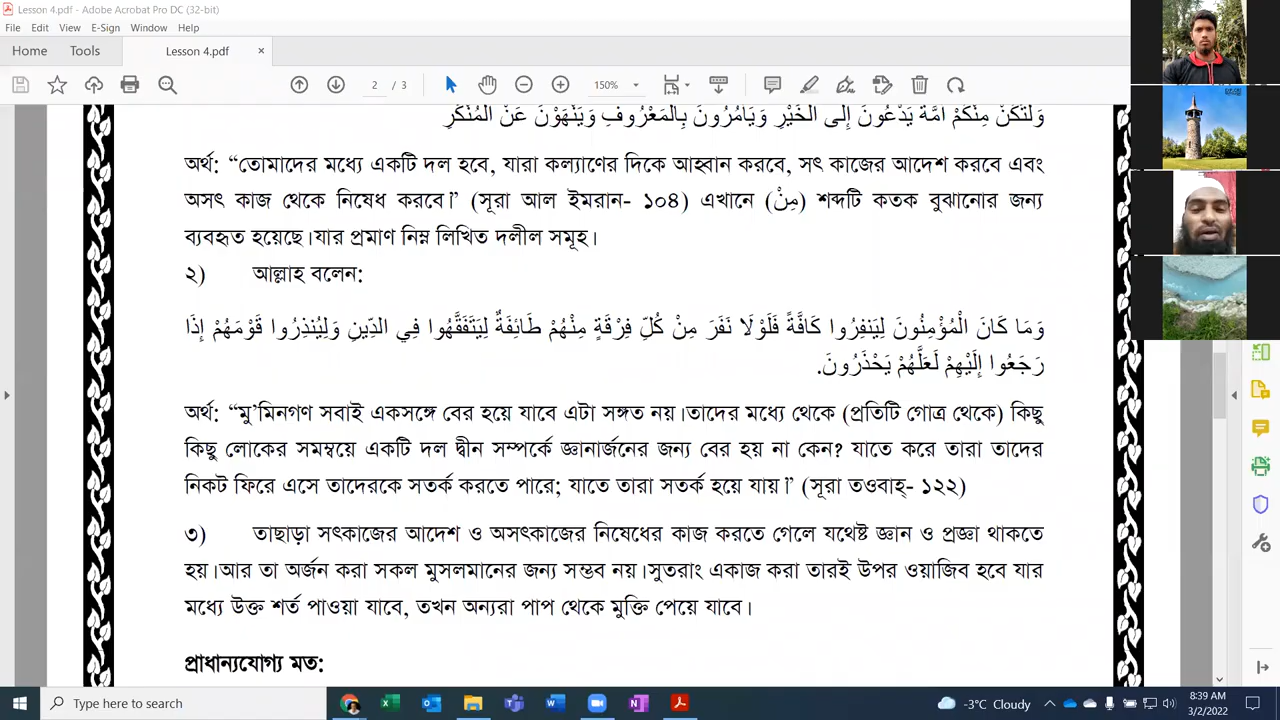 Lesson 4.pdf - Adobe Acrobat Pro DC (32-bit)
File Edit View E-Sign Window Help
Home Tools Lesson 4.pdf ×
2 / 3 150%
وَلْتَكُنْ مِنْكُمْ أُمَّةٌ يَدْعُونَ إِلَى الْخَيْرِ وَيَأْمُرُونَ بِالْمَعْرُوفِ وَيَنْهَوْنَ عَنِ الْمُنْكَرِ
অর্থ: “তোমাদের মধ্যে একটি দল হবে, যারা কল্যাণের দিকে আহ্বান করবে, সৎ কাজের আদেশ করবে এবং
অসৎ কাজ থেকে নিষেধ করবে।” (সূরা আল ইমরান- ১০৪) এখানে (مِنْ) শব্দটি কতক বুঝানোর জন্য
ব্যবহৃত হয়েছে। যার প্রমাণ নিম্ন লিখিত দলীল সমূহ।
২) আল্লাহ বলেন:
وَمَا كَانَ الْمُؤْمِنُونَ لِيَنفِرُوا كَافَّةً فَلَوْلَا نَفَرَ مِنْ كُلِّ فِرْقَةٍ مِنْهُمْ طَائِفَةٌ لِيَتَفَقَّهُوا فِي الدِّينِ وَلِيُنذِرُوا قَوْمَهُمْ إِذَا
رَجَعُوا إِلَيْهِمْ لَعَلَّهُمْ يَحْذَرُونَ.
অর্থ: “মু’মিনগণ সবাই একসঙ্গে বের হয়ে যাবে এটা সঙ্গত নয়। তাদের মধ্যে থেকে (প্রতিটি গোত্র থেকে) কিছু
কিছু লোকের সমম্বয়ে একটি দল দ্বীন সম্পর্কে জ্ঞানার্জনের জন্য বের হয় না কেন? যাতে করে তারা তাদের
নিকট ফিরে এসে তাদেরকে সতর্ক করতে পারে; যাতে তারা সতর্ক হয়ে যায়।” (সূরা তওবাহ্- ১২২)
৩) তাছাড়া সৎকাজের আদেশ ও অসৎকাজের নিষেধের কাজ করতে গেলে যথেষ্ট জ্ঞান ও প্রজ্ঞা থাকতে
হয়। আর তা অর্জন করা সকল মুসলমানের জন্য সম্ভব নয়। সুতরাং একাজ করা তারই উপর ওয়াজিব হবে যার
মধ্যে উক্ত শর্ত পাওয়া যাবে, তখন অন্যরা পাপ থেকে মুক্তি পেয়ে যাবে।
প্রাধান্যযোগ্য মত:
Type here to search
-3°C Cloudy
8:39 AM
3/2/2022